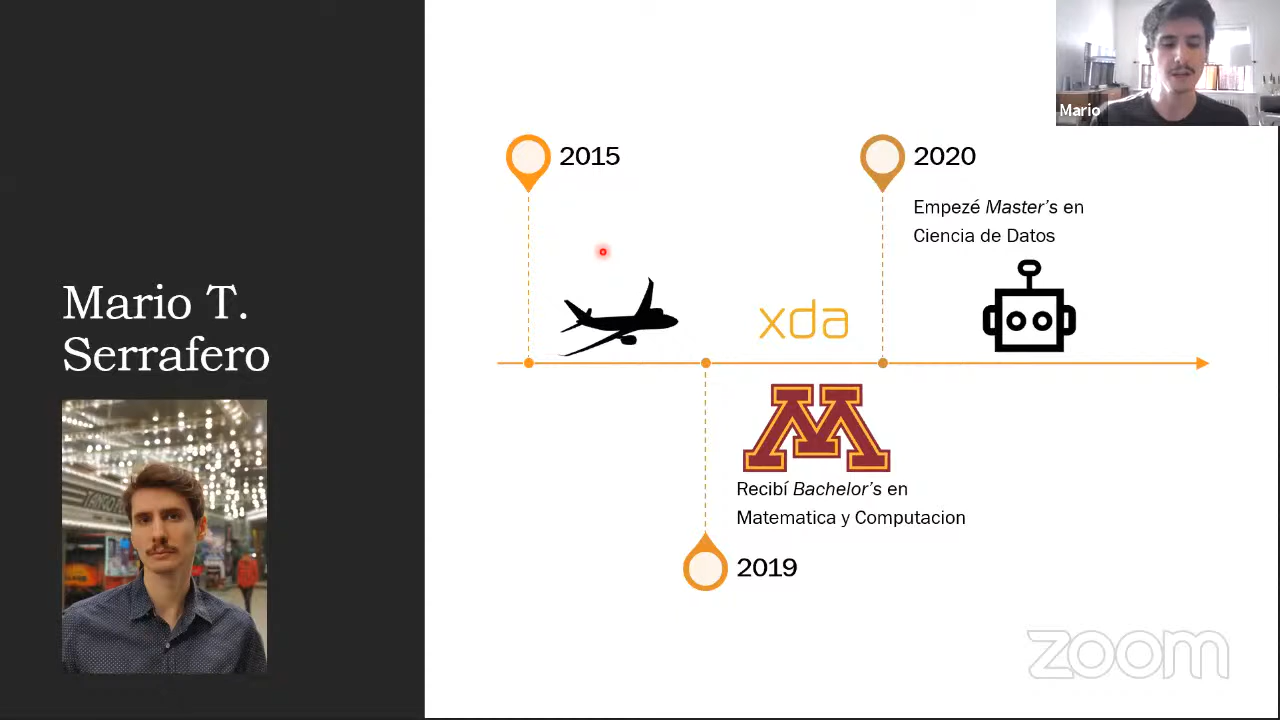 Mario T.
Serrafero
2015
2020
Empezé Master's en
Ciencia de Datos
xda
M
Recibí Bachelor's en
Matematica y Computacion
2019
Mario
zoom